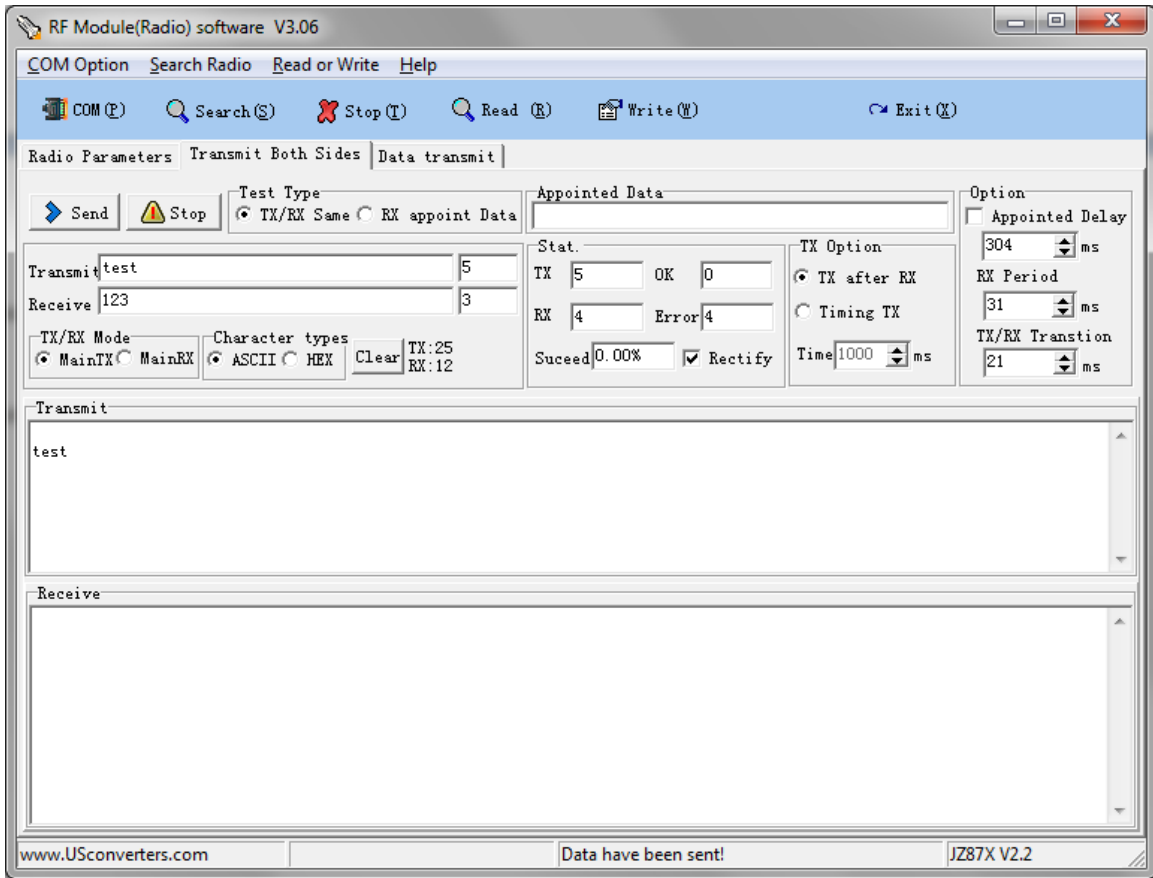 RF Module(Radio) software V3.06
COM Option Search Radio Read or Write Help
COM(P) Search(S) Stop(T) Read (R) Write(W) Exit(X)
Radio Parameters Transmit Both Sides Data transmit
Send Stop
Test Type
TX/RX Same RX appoint Data
Appointed Data
Option
Appointed Delay
304 ms
RX Period
31 ms
TX/RX Transtion
21 ms
Transmit test 5
Receive 123 3
TX/RX Mode
MainTX MainRX
Character types
ASCII HEX
Clear
TX:25
RX:12
Stat.
TX 5 OK 0
RX 4 Error 4
Suceed 0.00% Rectify
TX Option
TX after RX
Timing TX
Time 1000 ms
Transmit
test
Receive
www.USconverters.com Data have been sent! JZ87X V2.2